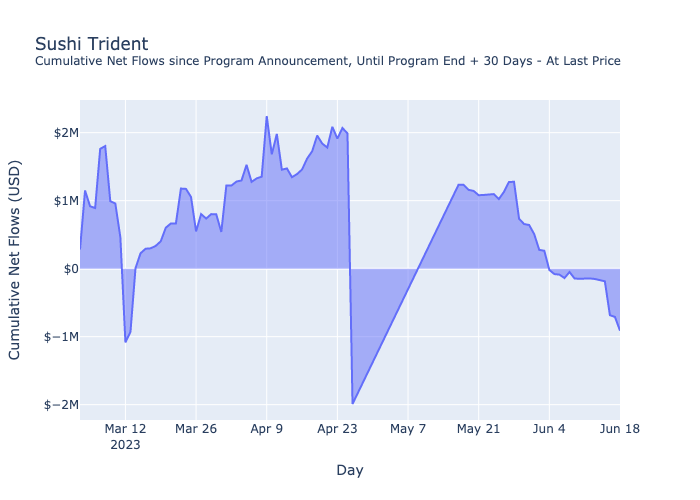 Sushi Trident
Cumulative Net Flows since Program Announcement, Until Program End + 30 Days - At Last Price
Cumulative Net Flows (USD)
$2M
$1M
$0
$−1M
$−2M
Mar 12
2023
Mar 26
Apr 9
Apr 23
May 7
May 21
Jun 4
Jun 18
Day